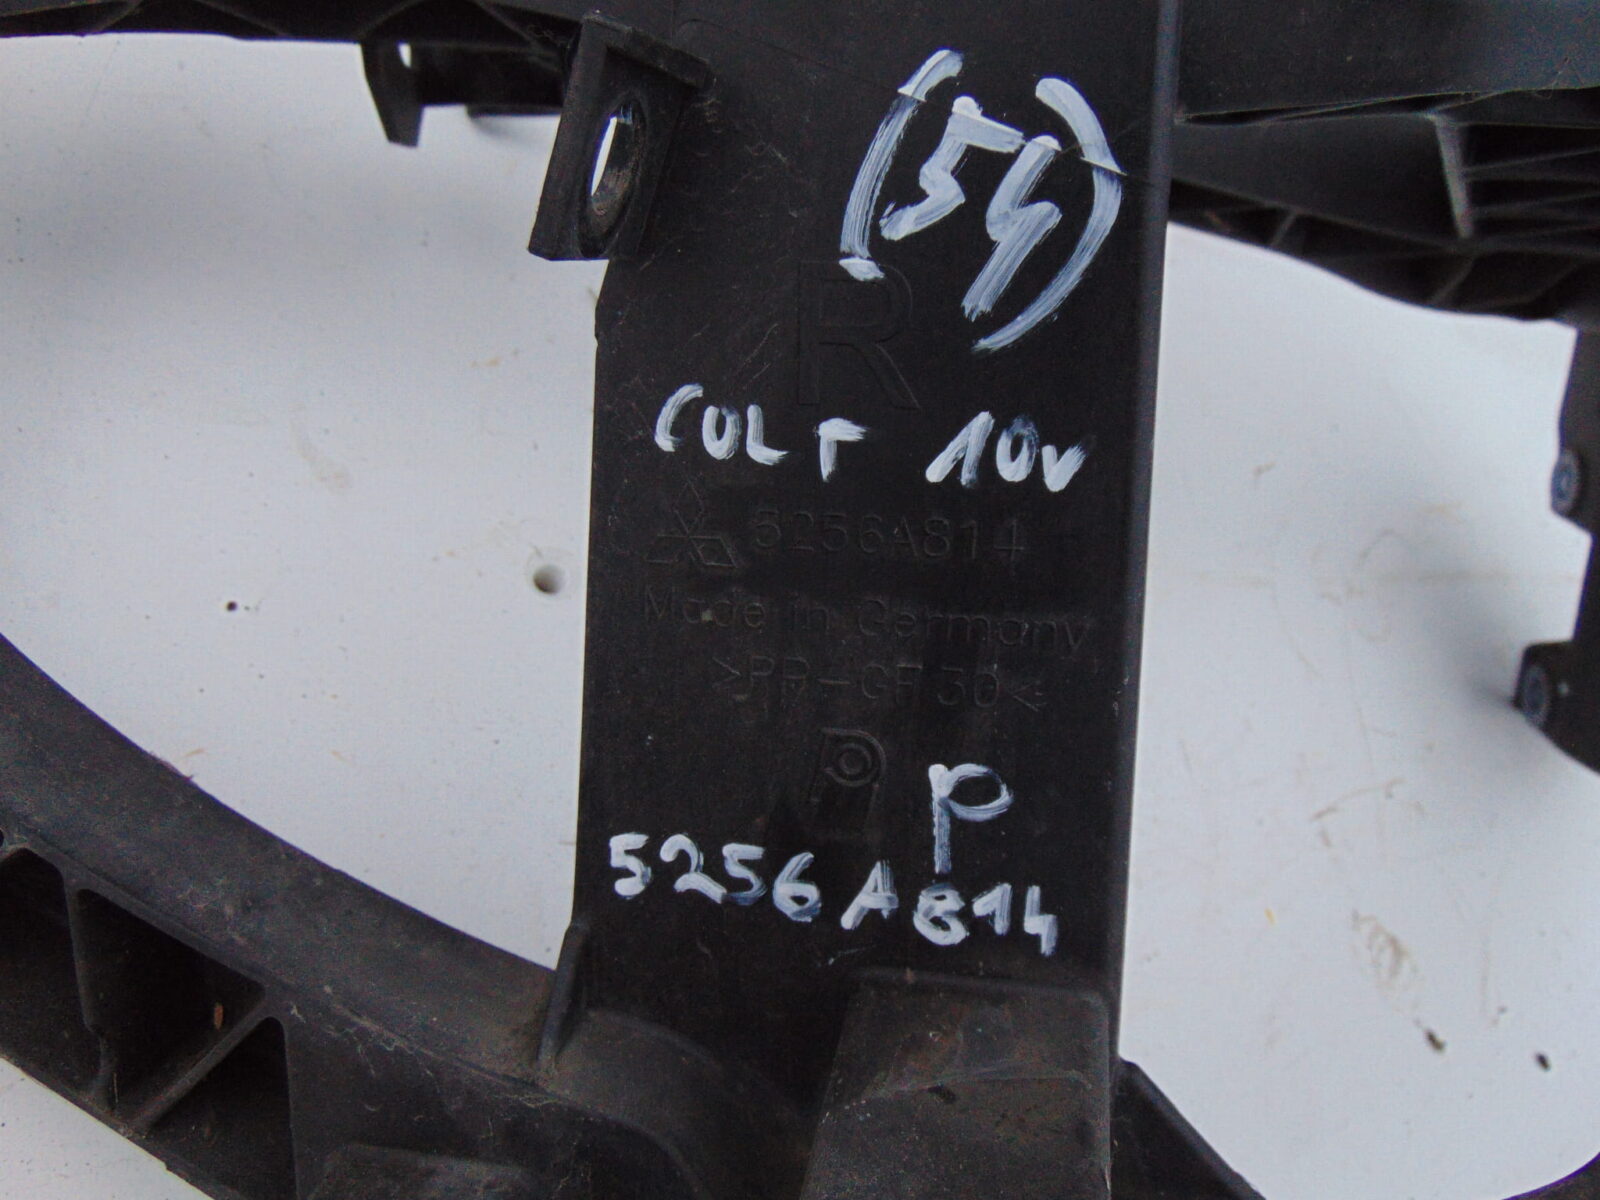 (54)
R
COLT 10v
5256A814
Made in Germany
>PP-GF30<
P
5256A814